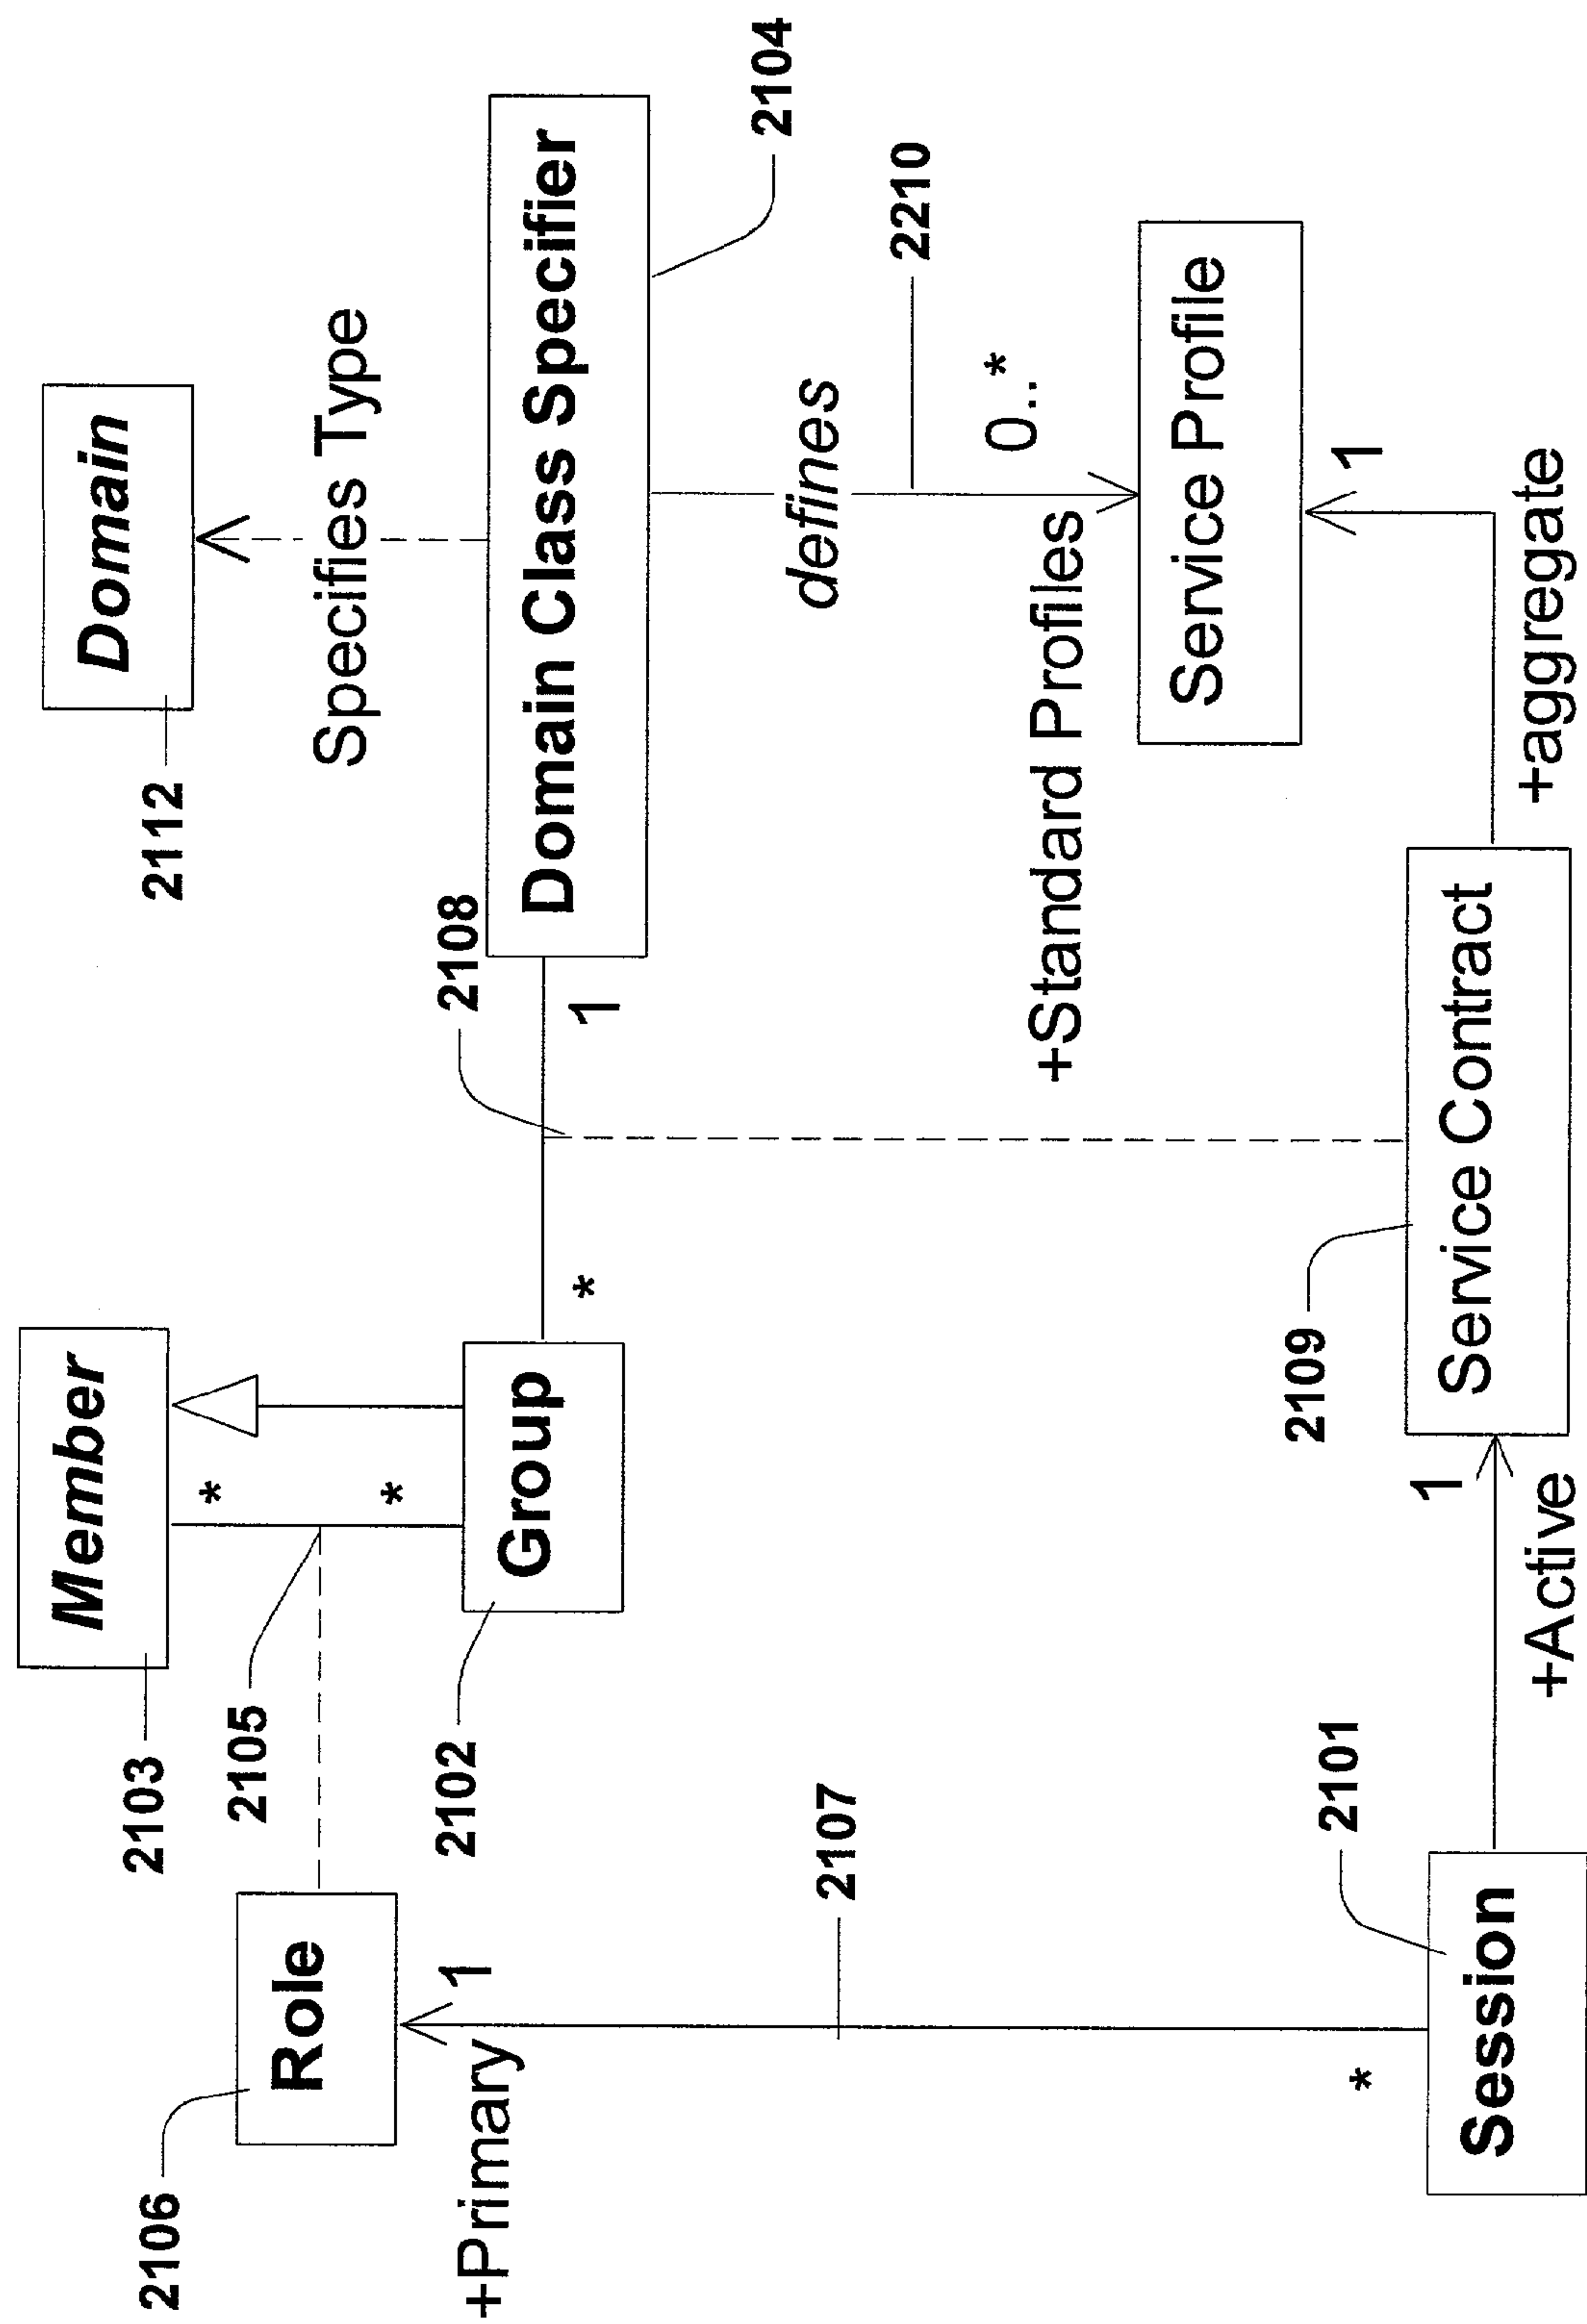 Member
Domain
2103
2112
2106
Role
2105
Specifies Type
*
*
+Primary
1
2102
Group
2108
Domain Class Specifier
*
1
2104
2107
defines
2210
+Standard Profiles
0..*
Service Profile
2101
2109
1
*
1
Session
Service Contract
+Active
+aggregate